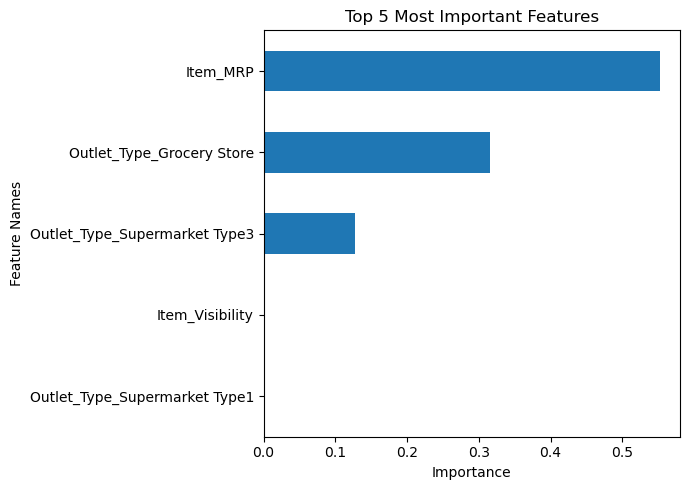 Top 5 Most Important Features
Feature Names
Item_MRP
Outlet_Type_Grocery Store
Outlet_Type_Supermarket Type3
Item_Visibility
Outlet_Type_Supermarket Type1
0.0 0.1 0.2 0.3 0.4 0.5
Importance